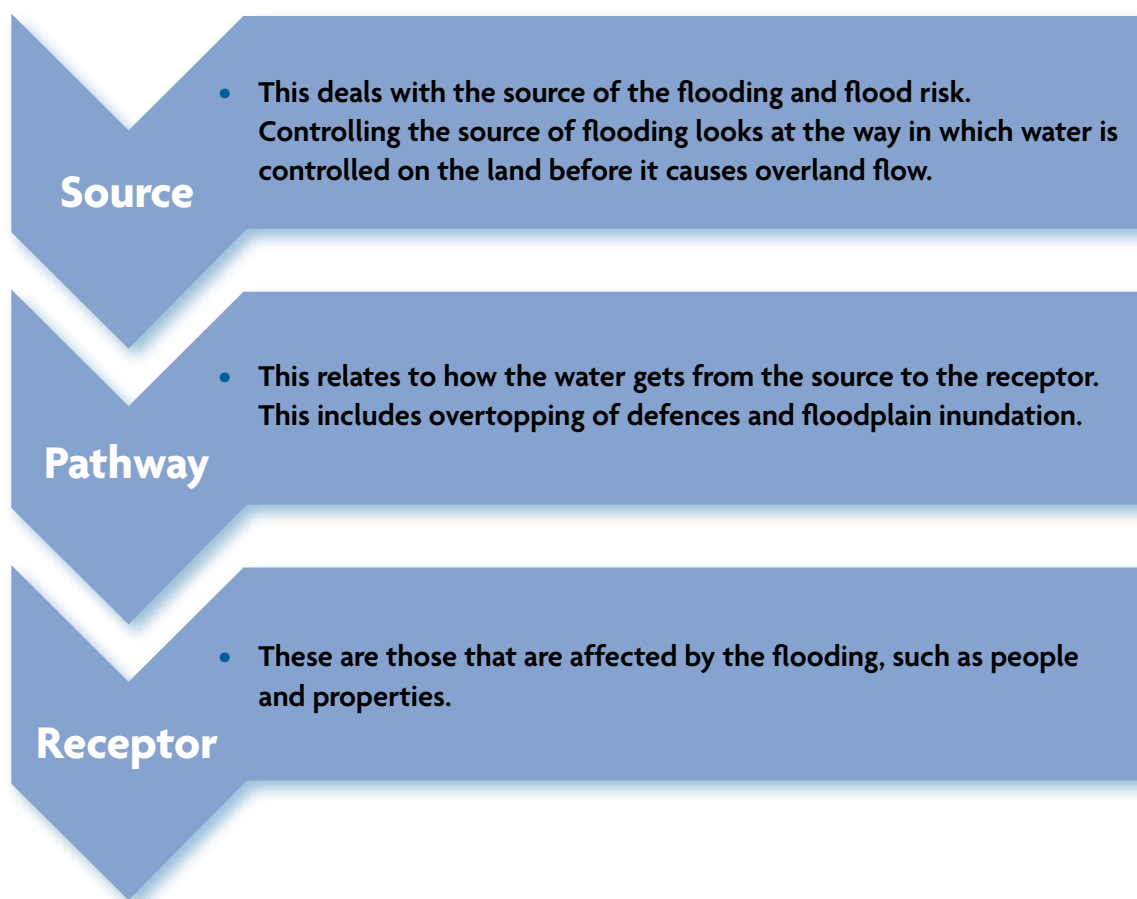 Source
• This deals with the source of the flooding and flood risk.
Controlling the source of flooding looks at the way in which water is
controlled on the land before it causes overland flow.
Pathway
• This relates to how the water gets from the source to the receptor.
This includes overtopping of defences and floodplain inundation.
Receptor
• These are those that are affected by the flooding, such as people
and properties.